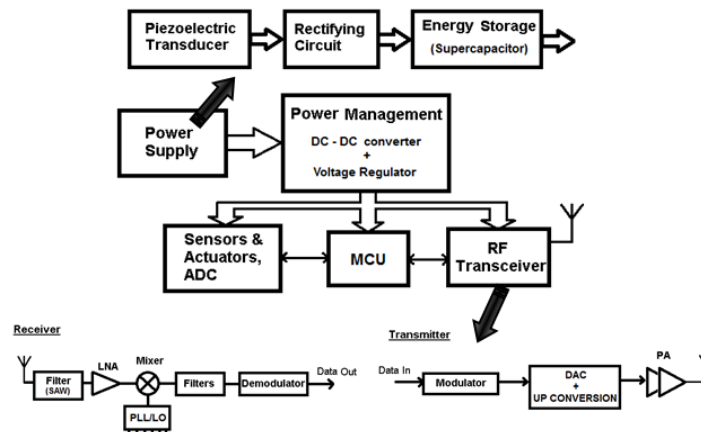 Piezoelectric
Transducer
Rectifying
Circuit
Energy Storage
(Supercapacitor)
Power
Supply
Power Management
DC - DC converter
+
Voltage Regulator
Sensors &
Actuators,
ADC
MCU
RF
Transceiver
Receiver
LNA
Mixer
Filter
(SAW)
Filters
Demodulator
Data Out
PLL/LO
Transmitter
Data In
Modulator
DAC
+
UP CONVERSION
PA